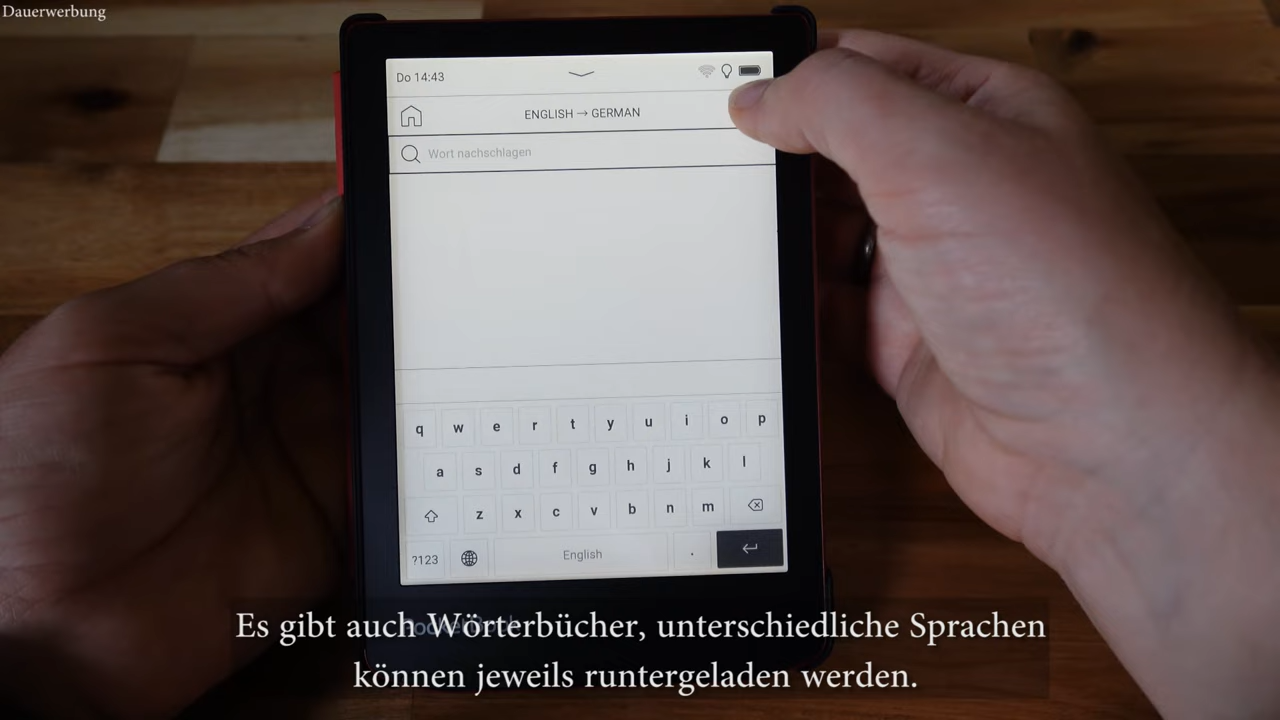 Dauerwerbung
Do 14:43
ENGLISH → GERMAN
Wort nachschlagen
q w e r t y u i o p
a s d f g h j k l
z x c v b n m
?123 English .
Es gibt auch Wörterbücher, unterschiedliche Sprachen
können jeweils runtergeladen werden.